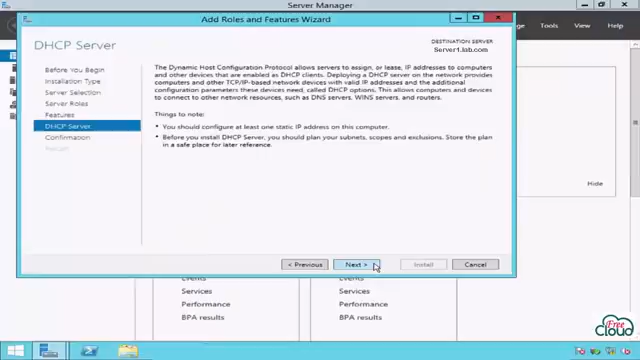 Server Manager
Add Roles and Features Wizard
Manage Tools View Help
DHCP Server
DESTINATION SERVER
Server1.lab.com
Before You Begin
Installation Type
Server Selection
Server Roles
Features
DHCP Server
Confirmation
Results
The Dynamic Host Configuration Protocol allows servers to assign, or lease, IP addresses to computers
and other devices that are enabled as DHCP clients. Deploying a DHCP server on the network provides
computers and other TCP/IP-based network devices with valid IP addresses and the additional
configuration parameters these devices need, called DHCP options. This allows computers and devices
to connect to other network resources, such as DNS servers, WINS servers, and routers.
Things to note:
• You should configure at least one static IP address on this computer.
• Before you install DHCP Server, you should plan your subnets, scopes and exclusions. Store the plan
in a safe place for later reference.
Hide
< Previous
Next >
Install
Cancel
Events
Services
Performance
BPA results
Events
Services
Performance
BPA results
Free
Cloud